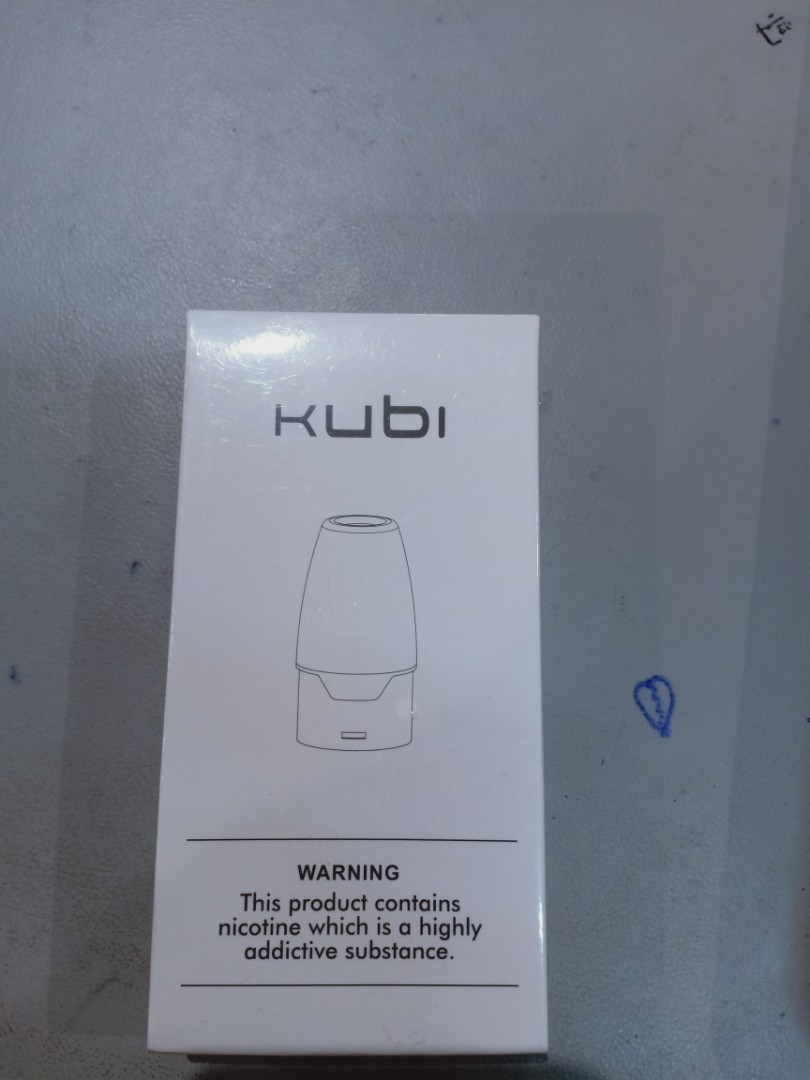 KUBI
WARNING
This product contains
nicotine which is a highly
addictive substance.